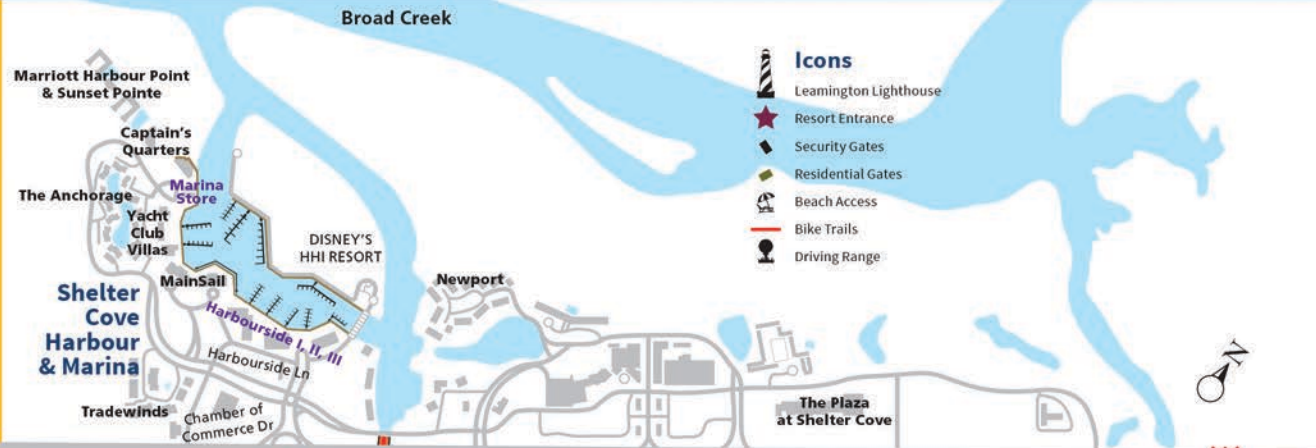 Broad Creek
Marriott Harbour Point
& Sunset Pointe
Captain's
Quarters
The Anchorage
Marina
Store
Yacht
Club
Villas
DISNEY'S
HHI RESORT
MainSail
Newport
Shelter
Cove
Harbour
& Marina
Harbourside I, II, III
Harbourside Ln
Tradewinds
Chamber of
Commerce Dr
The Plaza
at Shelter Cove
Icons
Leamington Lighthouse
Resort Entrance
Security Gates
Residential Gates
Beach Access
Bike Trails
Driving Range
N
T